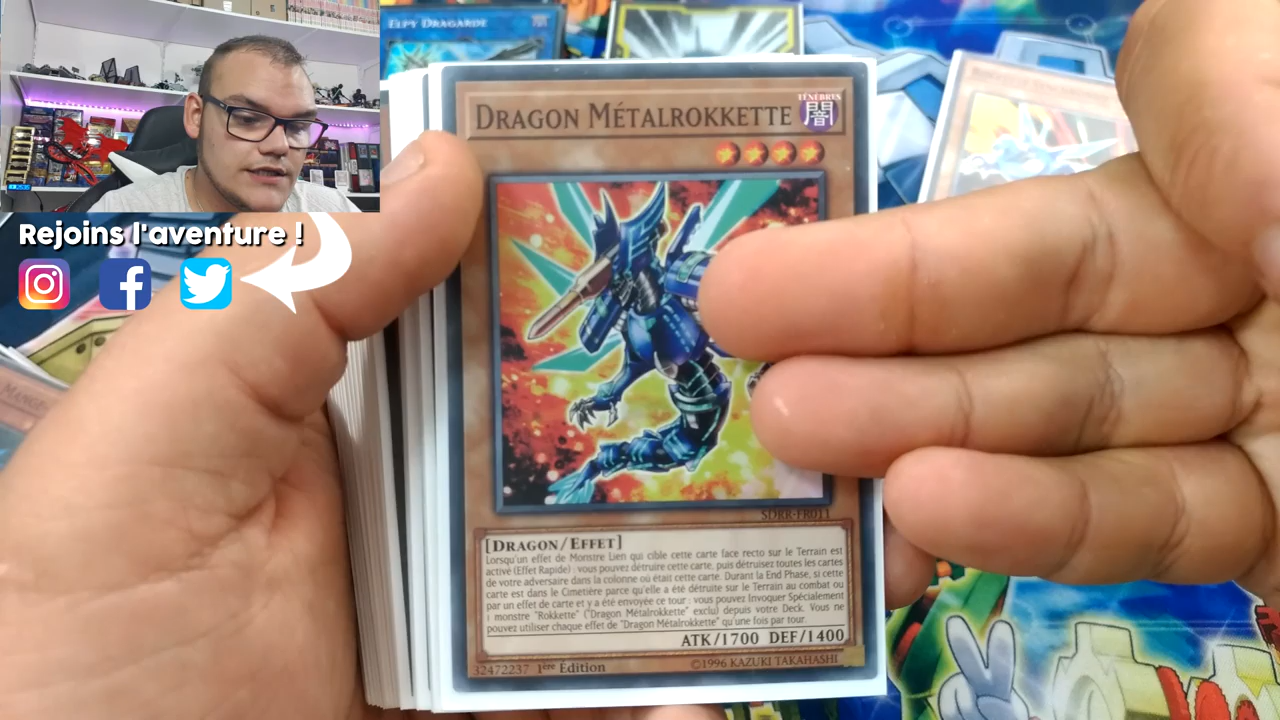 Elpy Dragarde
Dragon Métalrokkette
TÉNÈBRES
闇
Rejoins l'aventure !
f
SDRR-FR011
[Dragon/Effet]
Lorsqu'un effet de Monstre Lien qui cible cette carte face recto sur le Terrain est
activé (Effet Rapide) : vous pouvez détruire cette carte, puis détruisez toutes les cartes
de votre adversaire dans la colonne où était cette carte. Durant la End Phase, si cette
carte est dans le Cimetière parce qu'elle a été détruite sur le Terrain au combat ou
par un effet de carte et y a été envoyée ce tour : vous pouvez Invoquer Spécialement
1 monstre "Rokkette" ("Dragon Métalrokkette" exclu) depuis votre Deck. Vous ne
pouvez utiliser chaque effet de "Dragon Métalrokkette" qu'une fois par tour.
ATK/1700 DEF/1400
32472237 1ère Édition
©1996 KAZUKI TAKAHASHI